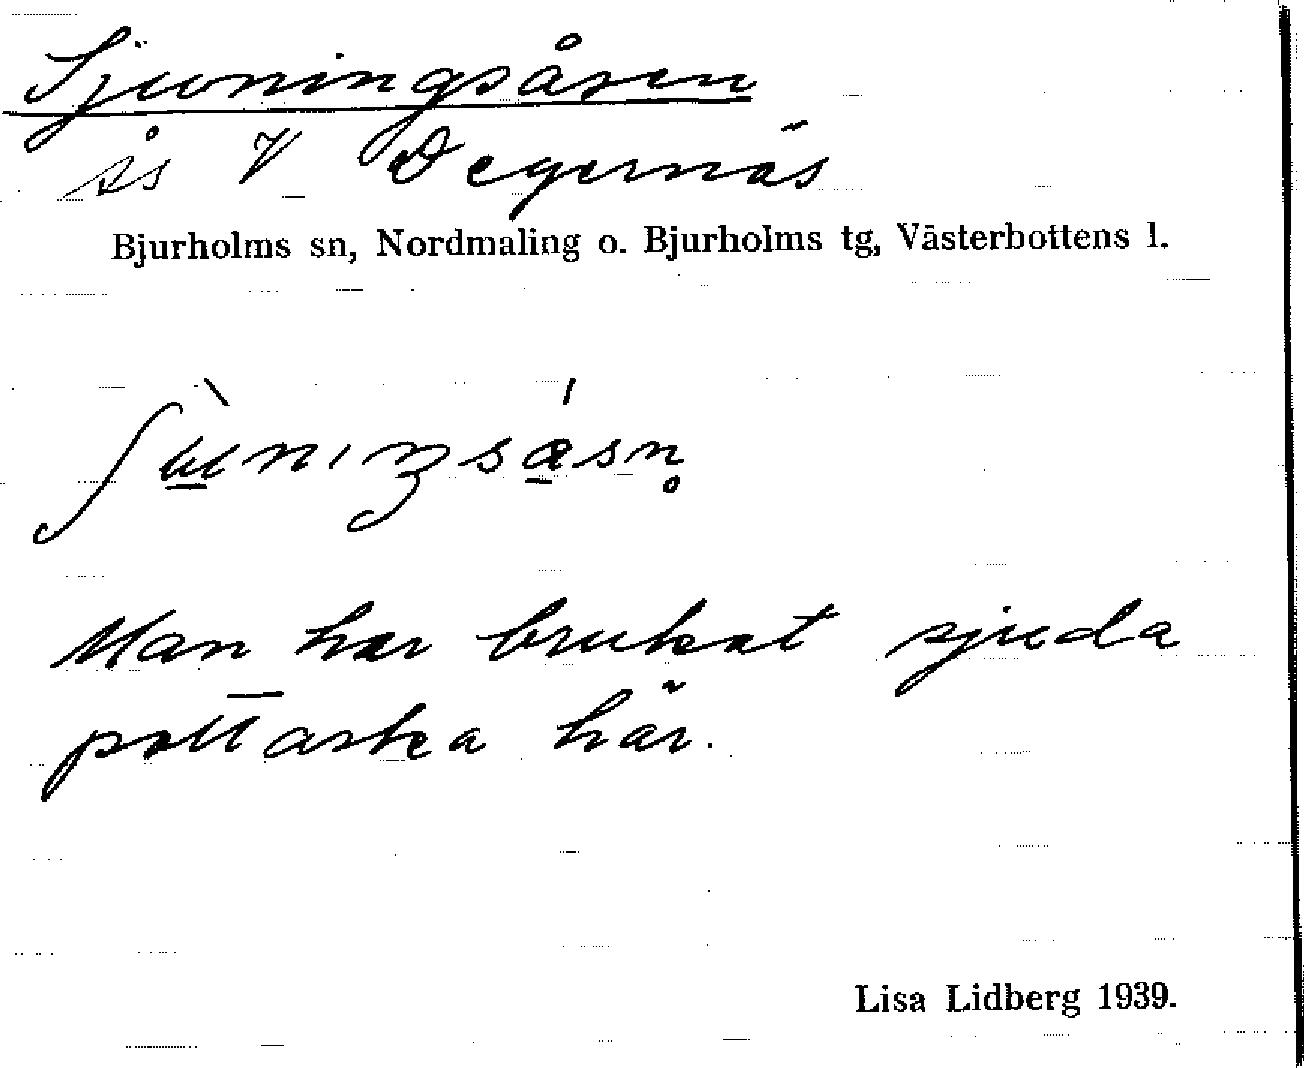 Sjuningsåsen
ås V Degernäs
Bjurholms sn, Nordmaling o. Bjurholms tg, Västerbottens l.
Man har brukat sjuda
pottaska här.
Lisa Lidberg 1939.